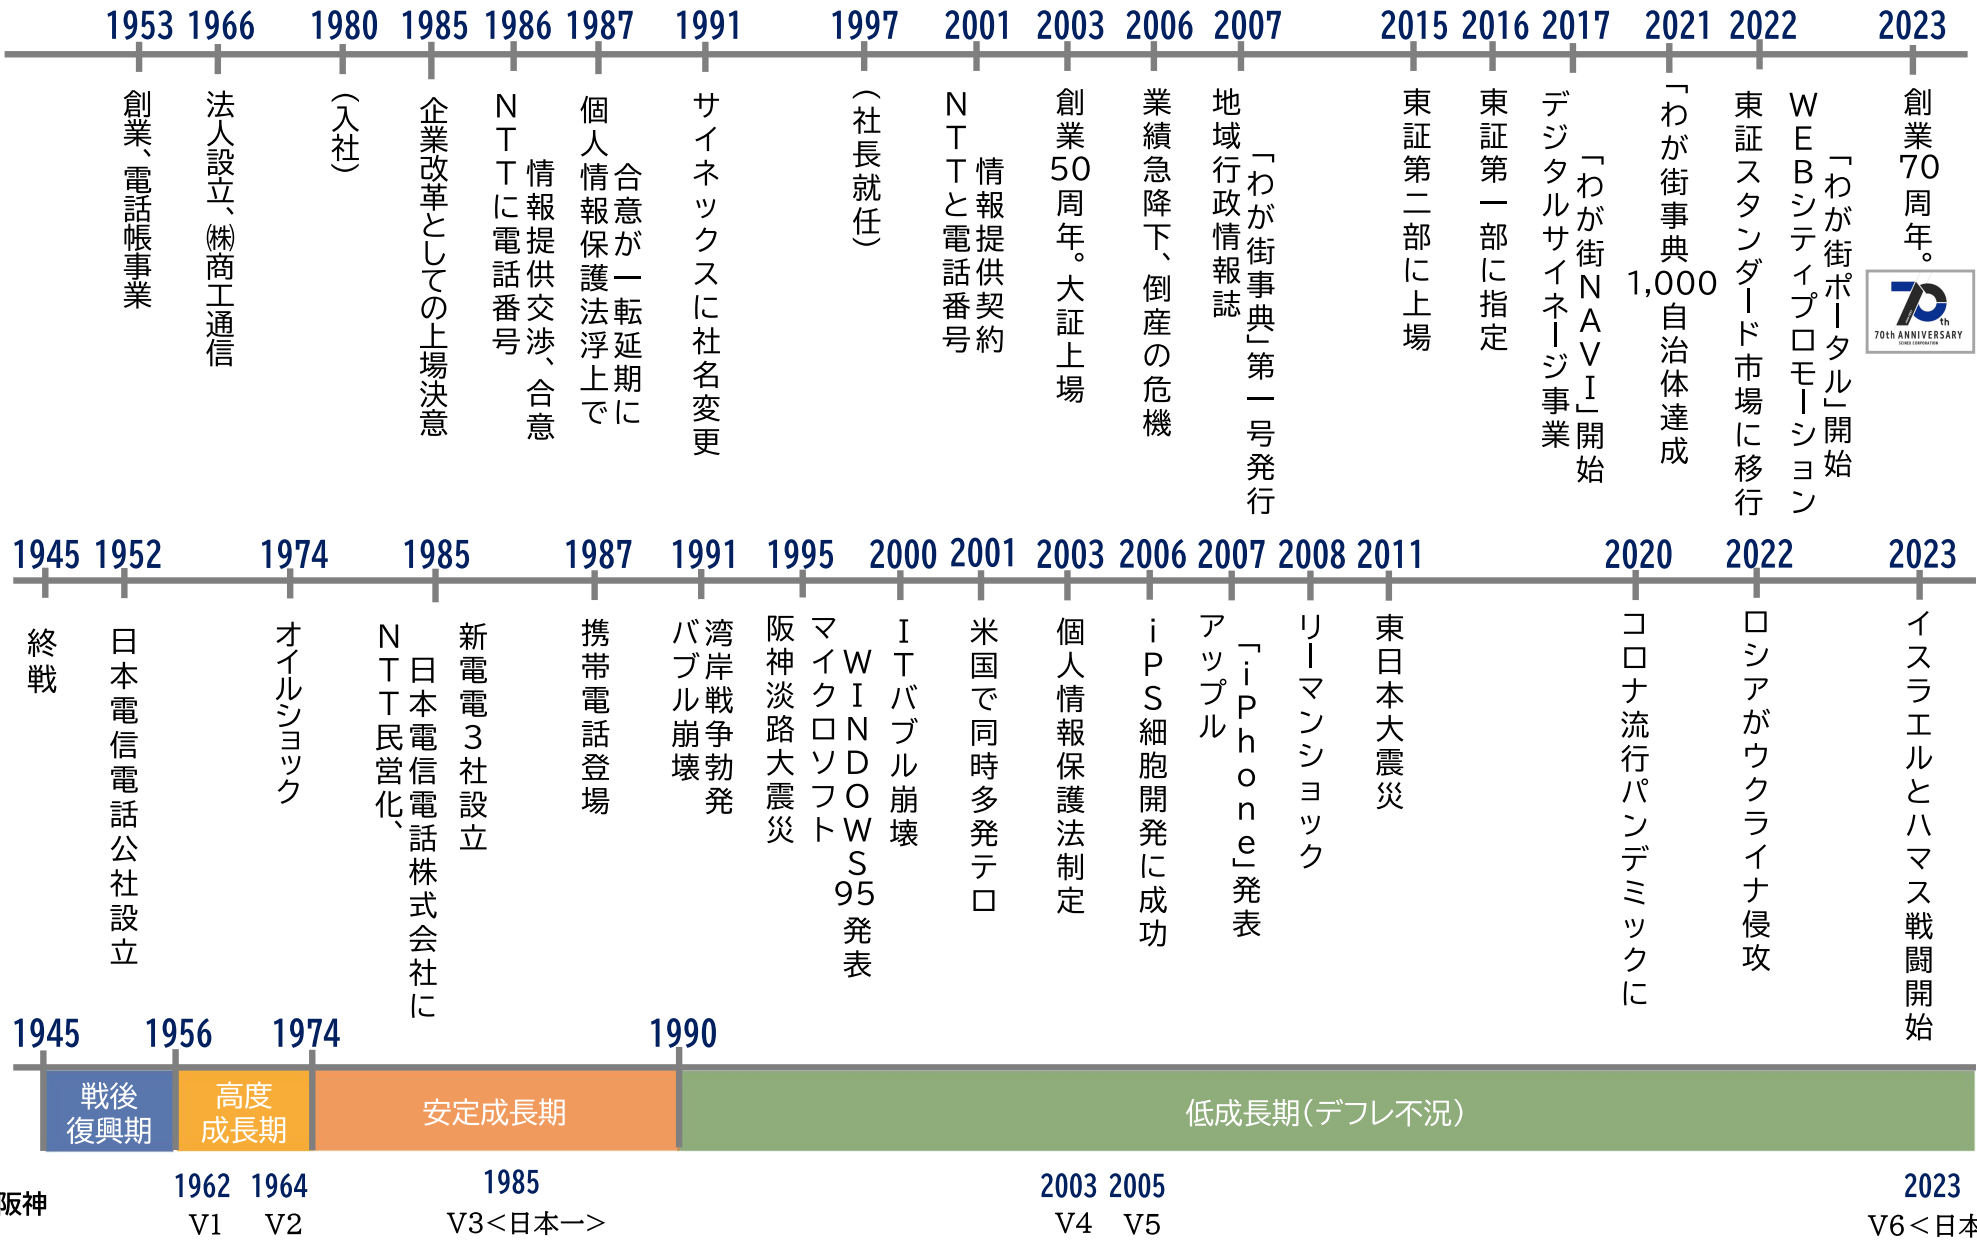 1953 1966 1980 1985 1986 1987 1991 1997 2001 2003 2006 2007 2015 2016 2017 2021 2022 2023
創業、電話帳事業
法人設立、㈱商工通信
（入社）
企業改革としての上場決意
NTTに電話番号
情報提供交渉、合意
個人情報保護法浮上で
合意が一転延期に
サイネックスに社名変更
（社長就任）
NTTと電話番号
情報提供契約
創業50周年。大証上場
業績急降下、倒産の危機
地域行政情報誌
「わが街事典」第一号発行
東証第二部に上場
東証第一部に指定
デジタルサイネージ事業
「わが街NAVI」開始
「わが街事典1,000自治体達成
東証スタンダード市場に移行
WEBシティプロモーション
「わが街ポータル」開始
創業70周年。
70th
70th ANNIVERSARY
SCINEX CORPORATION
1945 1952 1974 1985 1987 1991 1995 2000 2001 2003 2006 2007 2008 2011 2020 2022 2023
終戦
日本電信電話公社設立
オイルショック
NTT民営化、
日本電信電話株式会社に
新電電3社設立
携帯電話登場
バブル崩壊
湾岸戦争勃発
阪神淡路大震災
マイクロソフト
WINDOWS95発表
ITバブル崩壊
米国で同時多発テロ
個人情報保護法制定
iPS細胞開発に成功
アップル
「iPhone」発表
リーマンショック
東日本大震災
コロナ流行パンデミックに
ロシアがウクライナ侵攻
イスラエルとハマス戦闘開始
1945 1956 1974 1990
戦後
復興期
高度
成長期
安定成長期
低成長期（デフレ不況）
阪神
1962 1964 1985 2003 2005 2023
V1 V2 V3＜日本一＞ V4 V5 V6＜日本